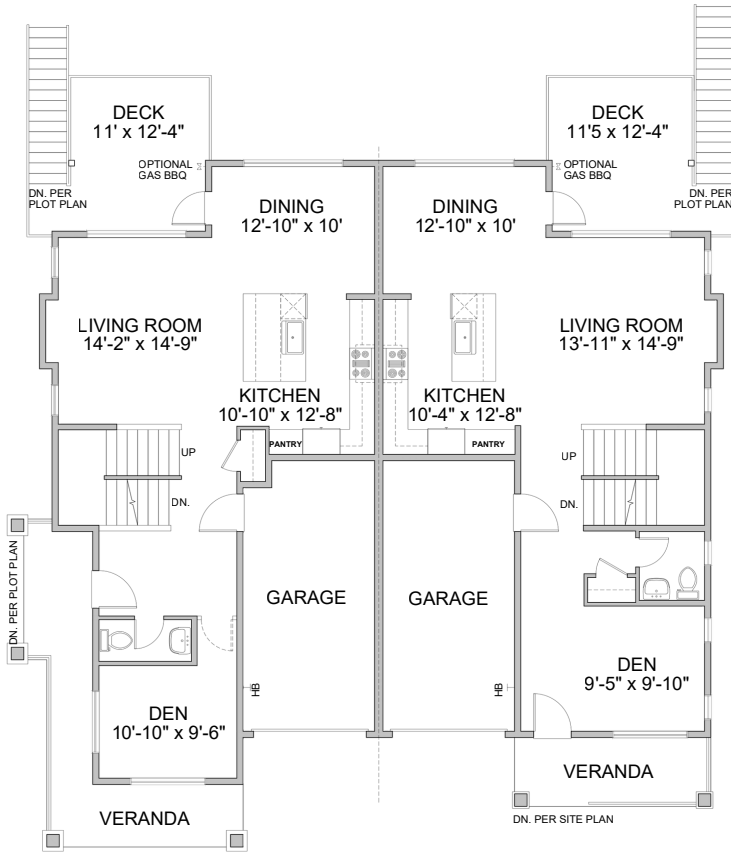 DECK
11' x 12'-4"
OPTIONAL
GAS BBQ
DN. PER
PLOT PLAN
DINING
12'-10" x 10'
LIVING ROOM
14'-2" x 14'-9"
KITCHEN
10'-10" x 12'-8"
PANTRY
UP
DN.
DN. PER PLOT PLAN
GARAGE
HB
DEN
10'-10" x 9'-6"
VERANDA
DECK
11'5 x 12'-4"
OPTIONAL
GAS BBQ
DN. PER
PLOT PLAN
DINING
12'-10" x 10'
LIVING ROOM
13'-11" x 14'-9"
KITCHEN
10'-4" x 12'-8"
PANTRY
UP
DN.
GARAGE
HB
DEN
9'-5" x 9'-10"
VERANDA
DN. PER SITE PLAN